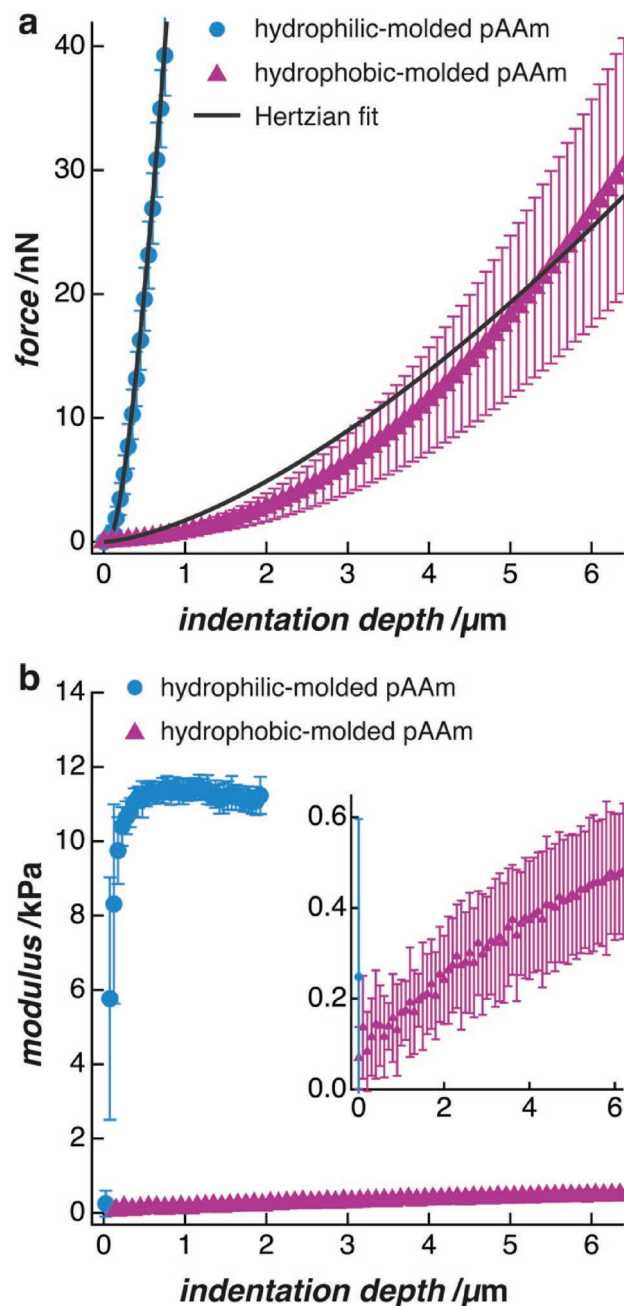 a
40
30
20
10
0
force /nN
hydrophilic-molded pAAm
hydrophobic-molded pAAm
Hertzian fit
0 1 2 3 4 5 6
indentation depth /µm
b
14
12
10
8
6
4
2
0
modulus /kPa
hydrophilic-molded pAAm
hydrophobic-molded pAAm
0.6
0.4
0.2
0.0
0 2 4 6
0 1 2 3 4 5 6
indentation depth /µm